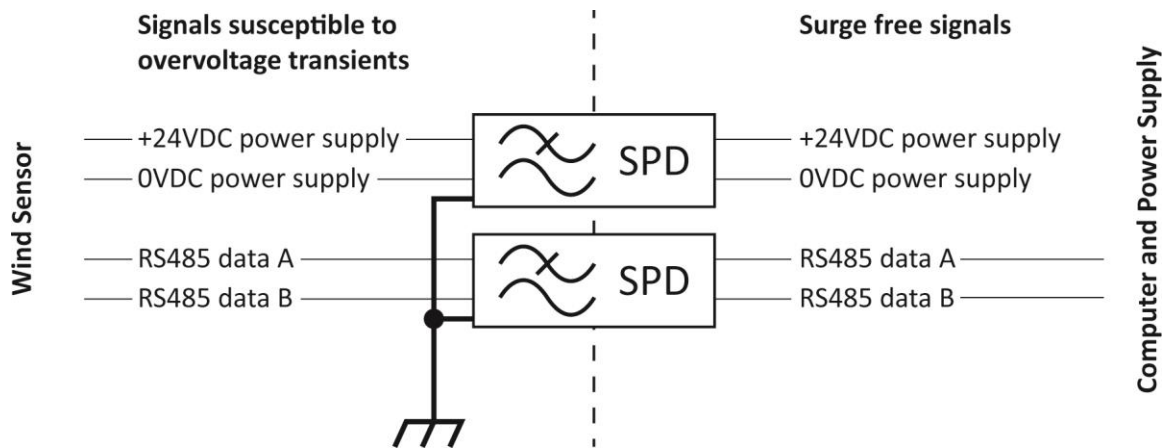 Signals susceptible to
overvoltage transients
Surge free signals
Wind Sensor
+24VDC power supply
SPD
+24VDC power supply
0VDC power supply
0VDC power supply
RS485 data A
SPD
RS485 data A
RS485 data B
RS485 data B
Computer and Power Supply